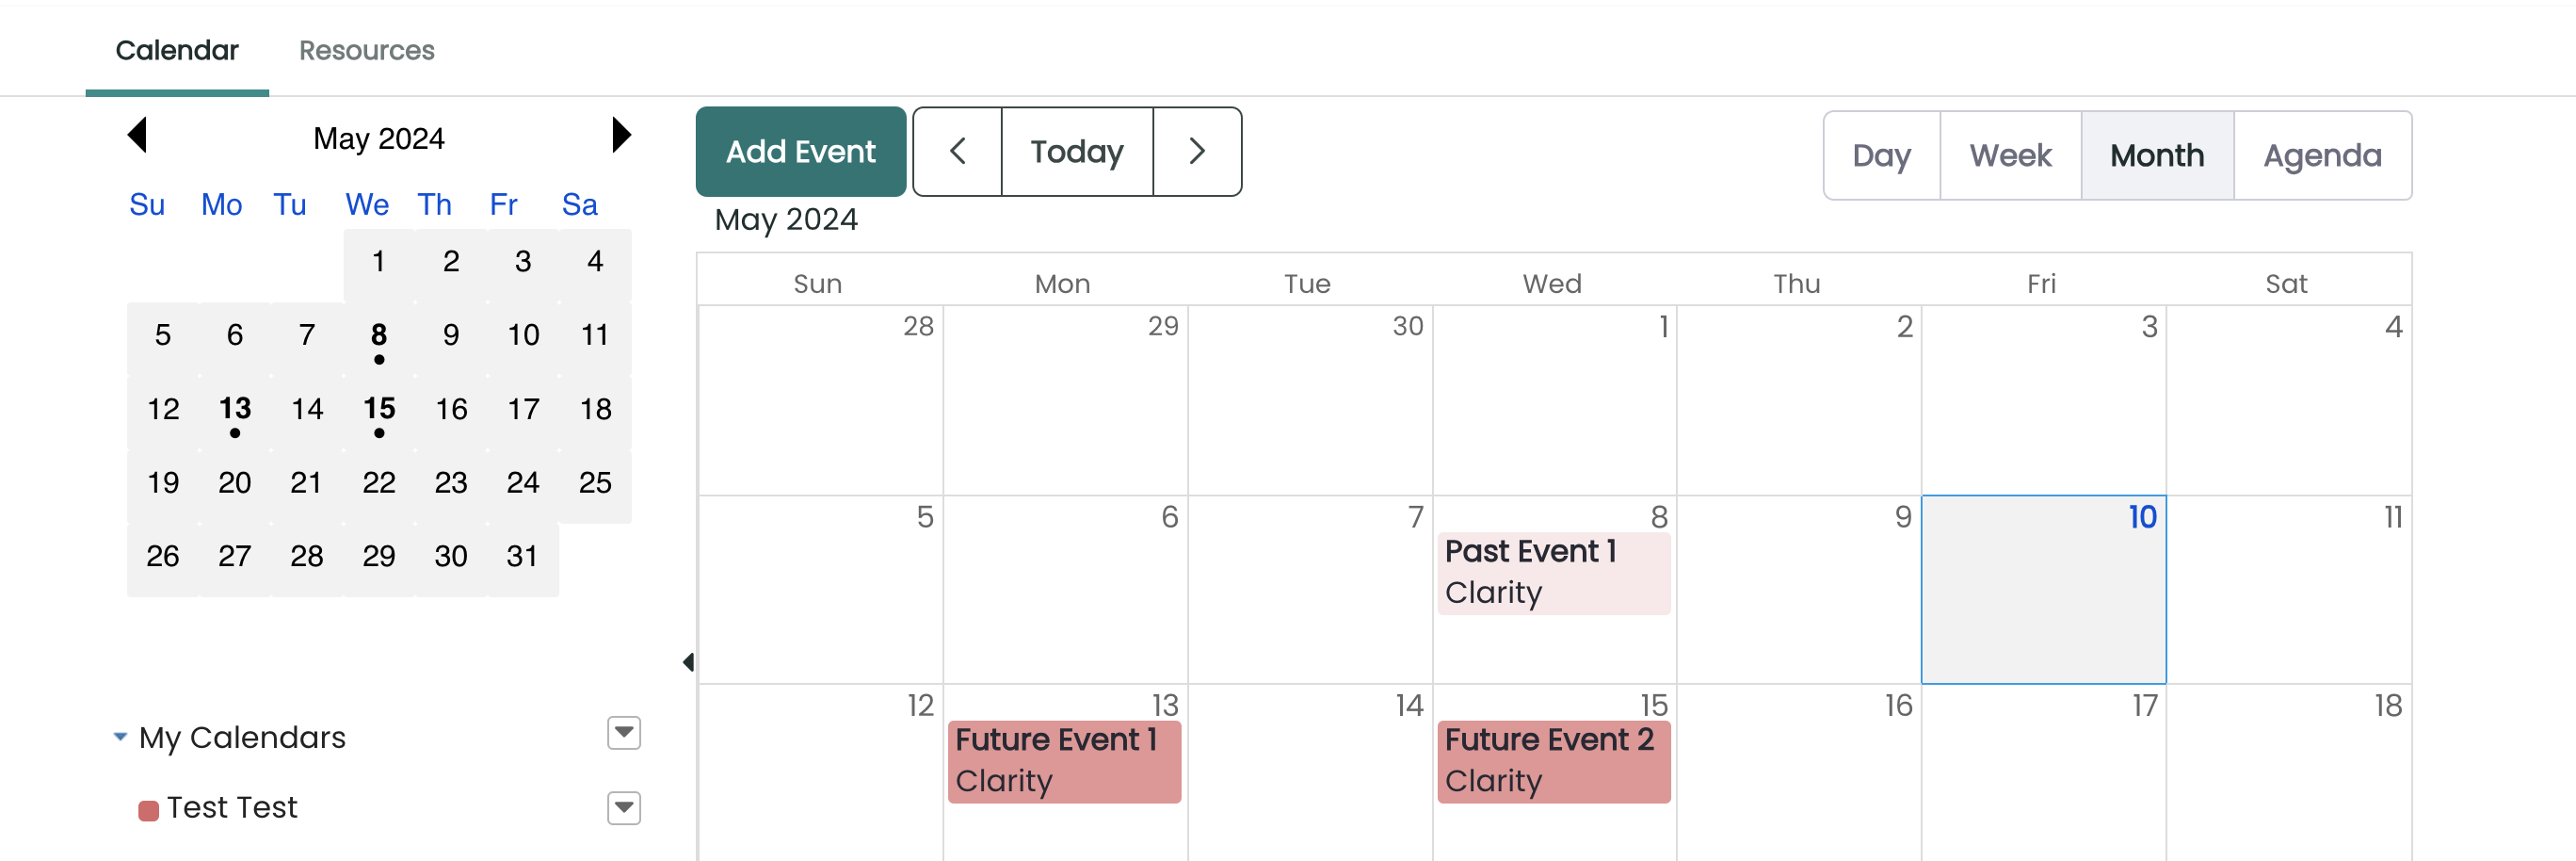 Calendar Resources
May 2024
Su Mo Tu We Th Fr Sa
1 2 3 4
5 6 7 8 9 10 11
12 13 14 15 16 17 18
19 20 21 22 23 24 25
26 27 28 29 30 31
My Calendars
Test Test
Add Event Today
Day Week Month Agenda
May 2024
Sun Mon Tue Wed Thu Fri Sat
28 29 30 1 2 3 4
5 6 7 8 9 10 11
Past Event 1
Clarity
12 13 14 15 16 17 18
Future Event 1 Future Event 2
Clarity Clarity